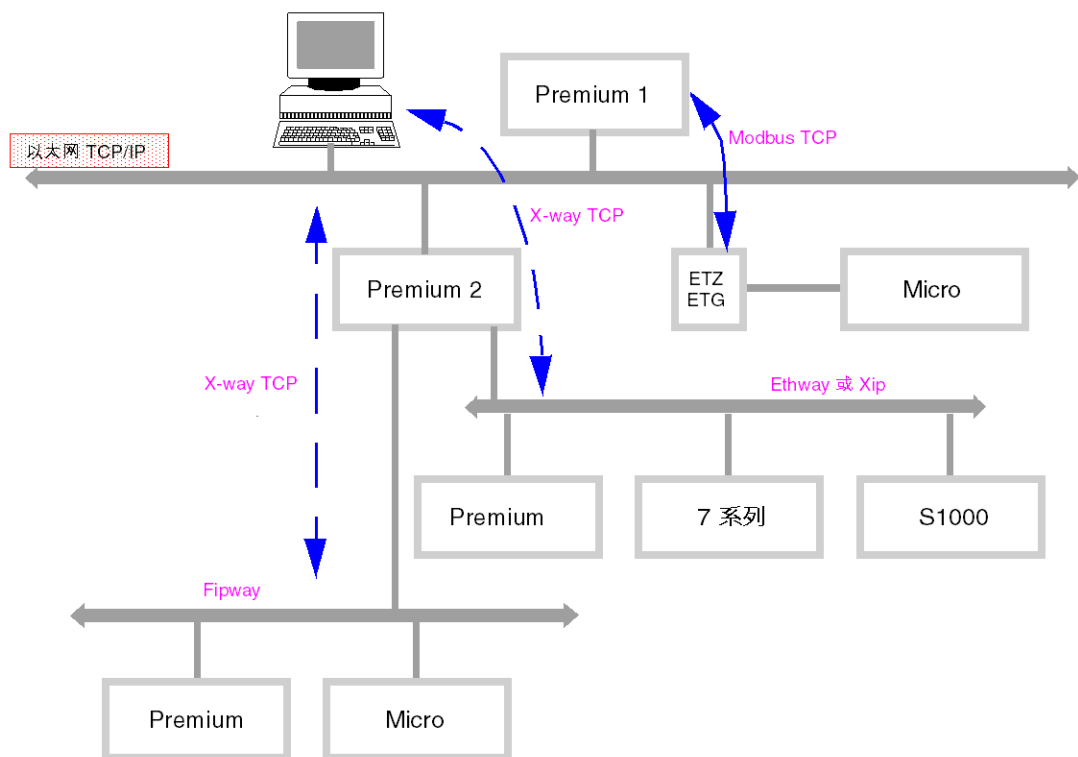 Premium 1
以太网 TCP/IP
Modbus TCP
X-way TCP
Premium 2
ETZ
ETG
Micro
X-way TCP
Ethway 或 Xip
Premium
7 系列
S1000
Fipway
Premium
Micro